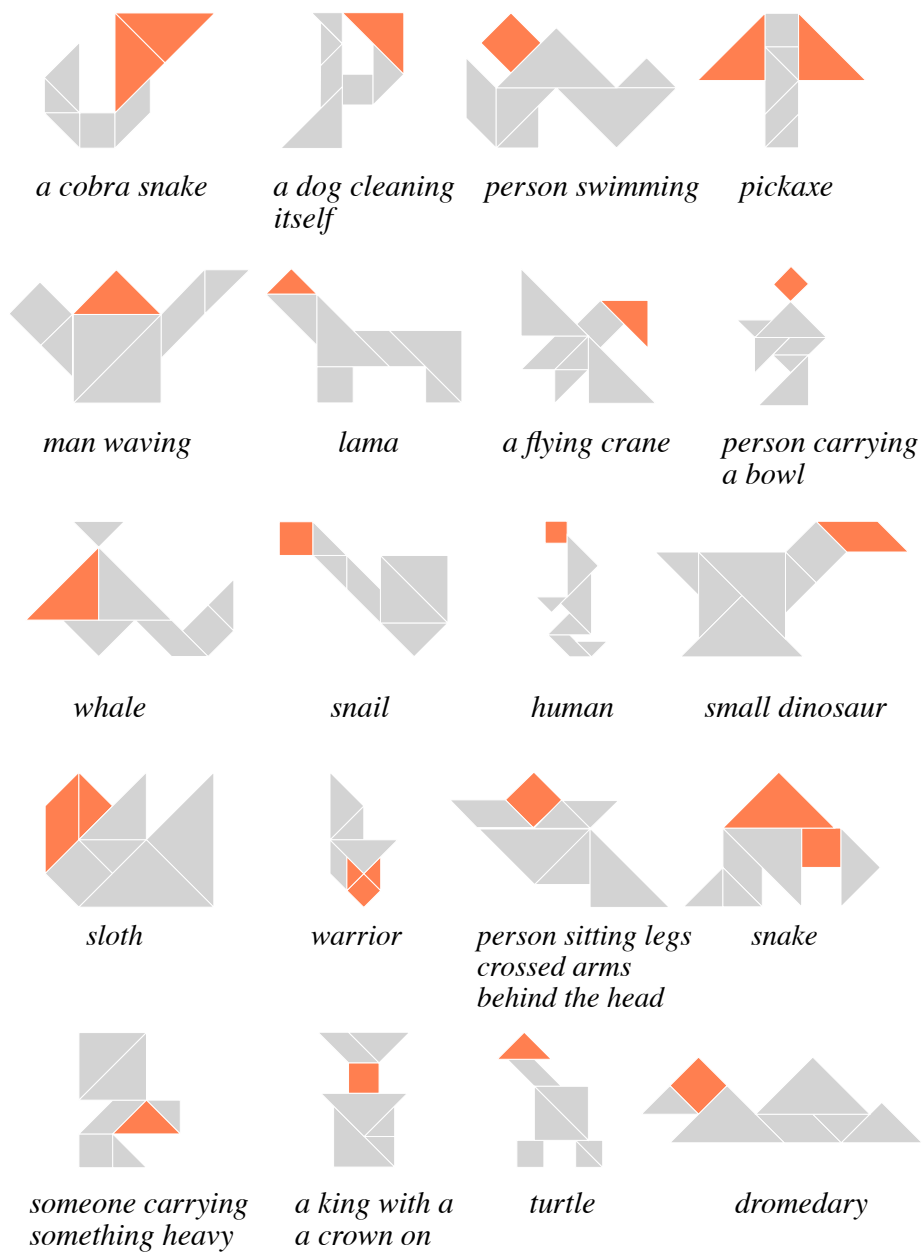 a cobra snake
a dog cleaning
itself
person swimming
pickaxe
man waving
lama
a flying crane
person carrying
a bowl
whale
snail
human
small dinosaur
sloth
warrior
person sitting legs
crossed arms
behind the head
snake
someone carrying
something heavy
a king with a
a crown on
turtle
dromedary